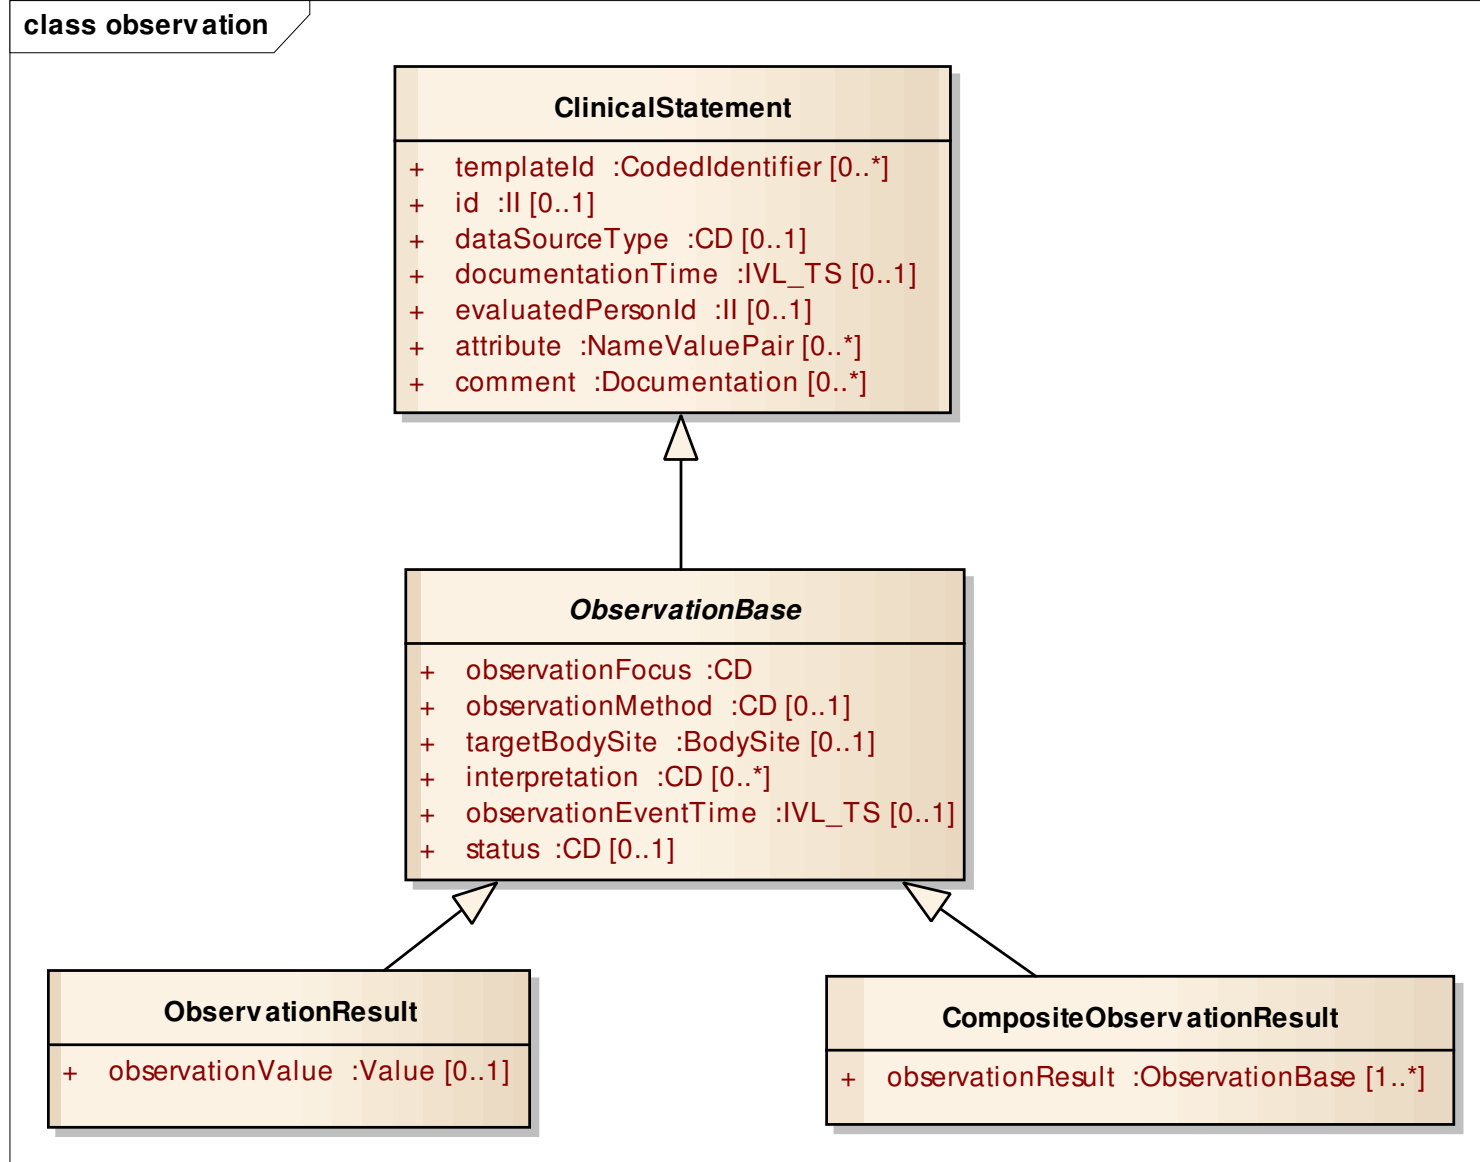 class observation
ClinicalStatement
+ templateId :CodedIdentifier [0..*]
+ id :II [0..1]
+ dataSourceType :CD [0..1]
+ documentationTime :IVL_TS [0..1]
+ evaluatedPersonId :II [0..1]
+ attribute :NameValuePair [0..*]
+ comment :Documentation [0..*]
ObservationBase
+ observationFocus :CD
+ observationMethod :CD [0..1]
+ targetBodySite :BodySite [0..1]
+ interpretation :CD [0..*]
+ observationEventTime :IVL_TS [0..1]
+ status :CD [0..1]
ObservationResult
+ observationValue :Value [0..1]
CompositeObservationResult
+ observationResult :ObservationBase [1..*]